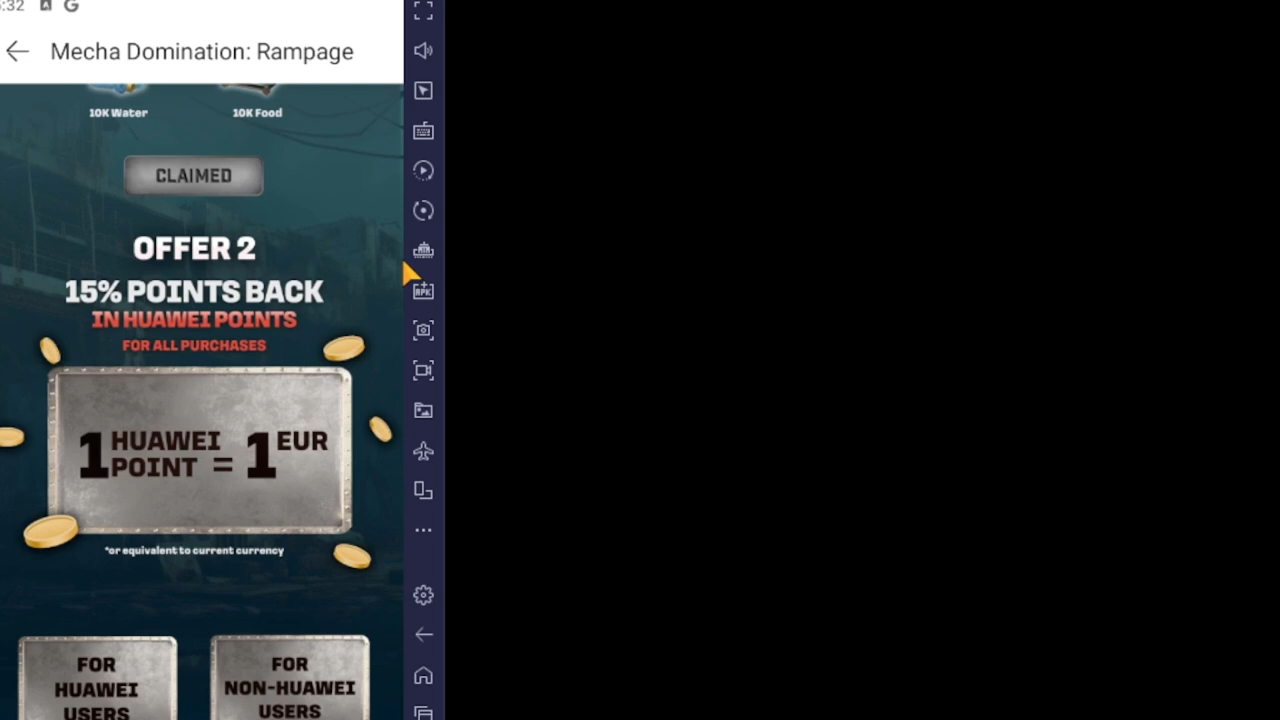 :32
Mecha Domination: Rampage
10K Water
10K Food
CLAIMED
OFFER 2
15% POINTS BACK
IN HUAWEI POINTS
FOR ALL PURCHASES
1 HUAWEI POINT = 1 EUR
*or equivalent to current currency
FOR
HUAWEI
USERS
FOR
NON-HUAWEI
USERS